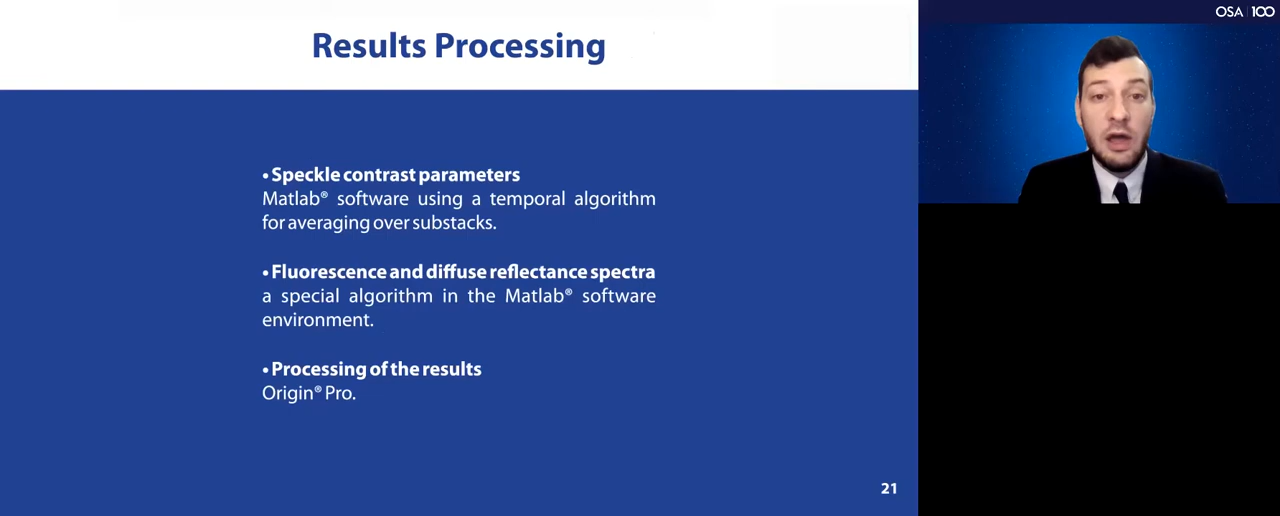 Results Processing
OSA | 100
• Speckle contrast parameters
Matlab® software using a temporal algorithm
for averaging over substacks.
• Fluorescence and diffuse reflectance spectra
a special algorithm in the Matlab® software
environment.
• Processing of the results
Origin® Pro.
21